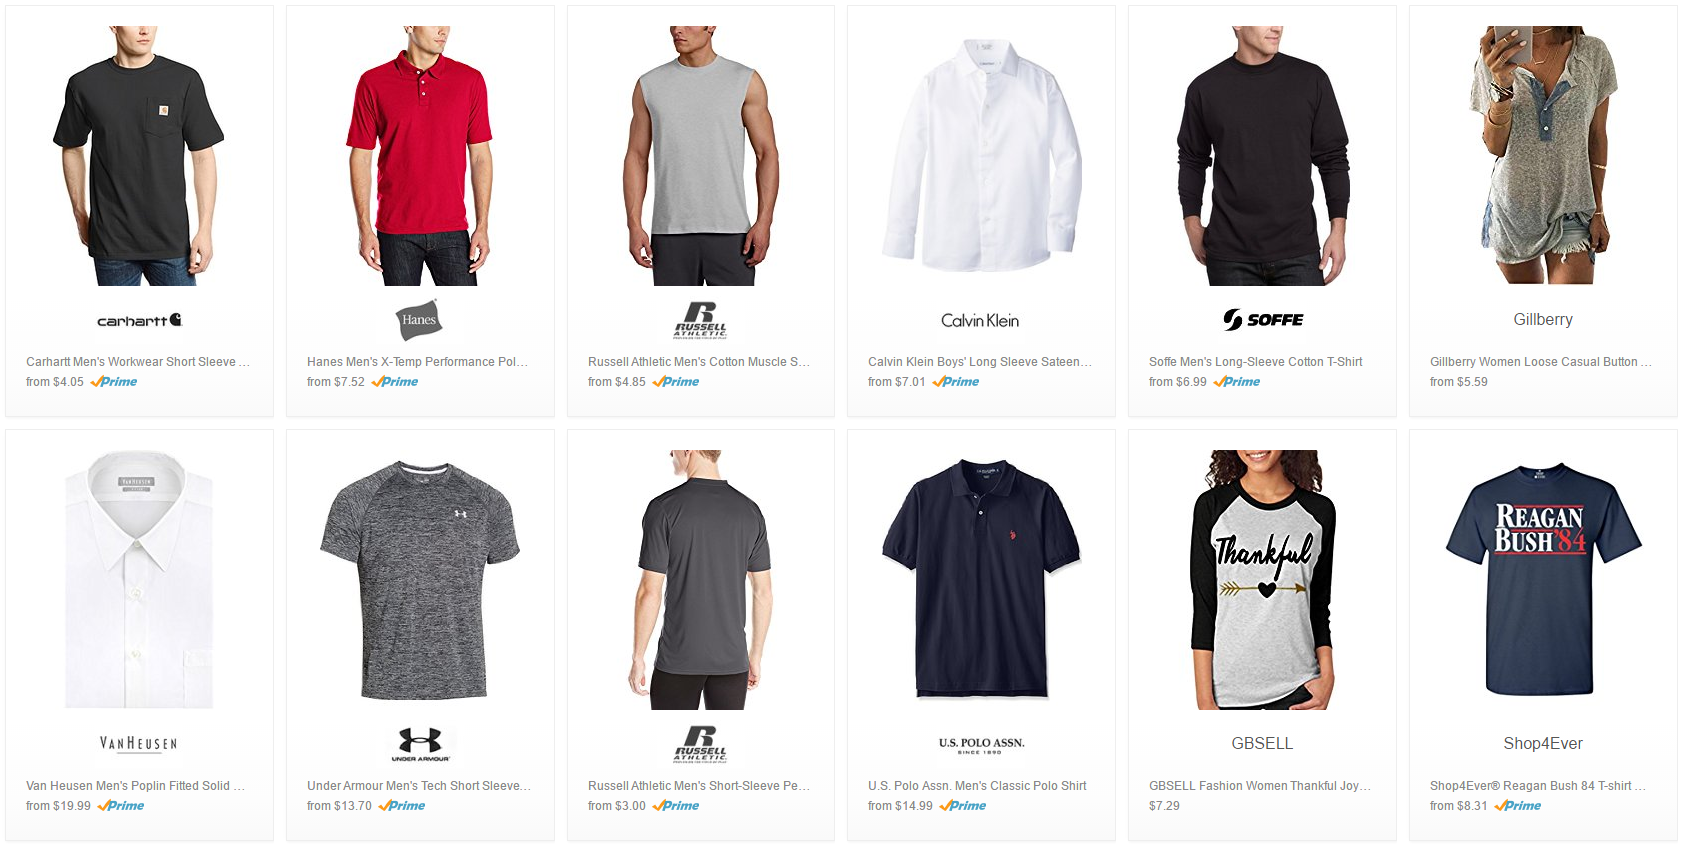 carhartt
Carhartt Men's Workwear Short Sleeve ...
from $4.05 Prime
Hanes
Hanes Men's X-Temp Performance Pol...
from $7.52 Prime
R
RUSSELL
ATHLETIC.
Russell Athletic Men's Cotton Muscle S...
from $4.85 Prime
Calvin Klein
Calvin Klein Boys' Long Sleeve Sateen...
from $7.01 Prime
SOFFE
Soffe Men's Long-Sleeve Cotton T-Shirt
from $6.99 Prime
Gillberry
Gillberry Women Loose Casual Button ...
from $5.59
VAN HEUSEN
VANHEUSEN
Van Heusen Men's Poplin Fitted Solid ...
from $19.99 Prime
UNDER ARMOUR
Under Armour Men's Tech Short Sleeve...
from $13.70 Prime
R
RUSSELL
ATHLETIC.
Russell Athletic Men's Short-Sleeve Pe...
from $3.00 Prime
U.S. POLO ASSN.
SINCE 1890
U.S. Polo Assn. Men's Classic Polo Shirt
from $14.99 Prime
Thankful
GBSELL
GBSELL Fashion Women Thankful Joy...
$7.29
REAGAN
BUSH '84
Shop4Ever
Shop4Ever® Reagan Bush 84 T-shirt ...
from $8.31 Prime